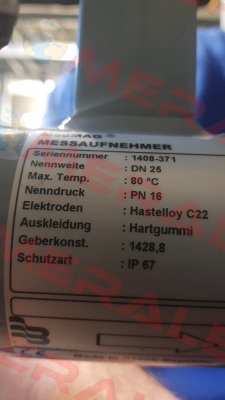 ModMAG®
MESSAUFNEHMER
Seriennummer : 1408-371
Nennweite : DN 25
Max. Temp. : 80 °C
Nenndruck : PN 16
Elektroden : Hastelloy C22
Auskleidung : Hartgummi
Geberkonst. : 1428,8
Schutzart : IP 67